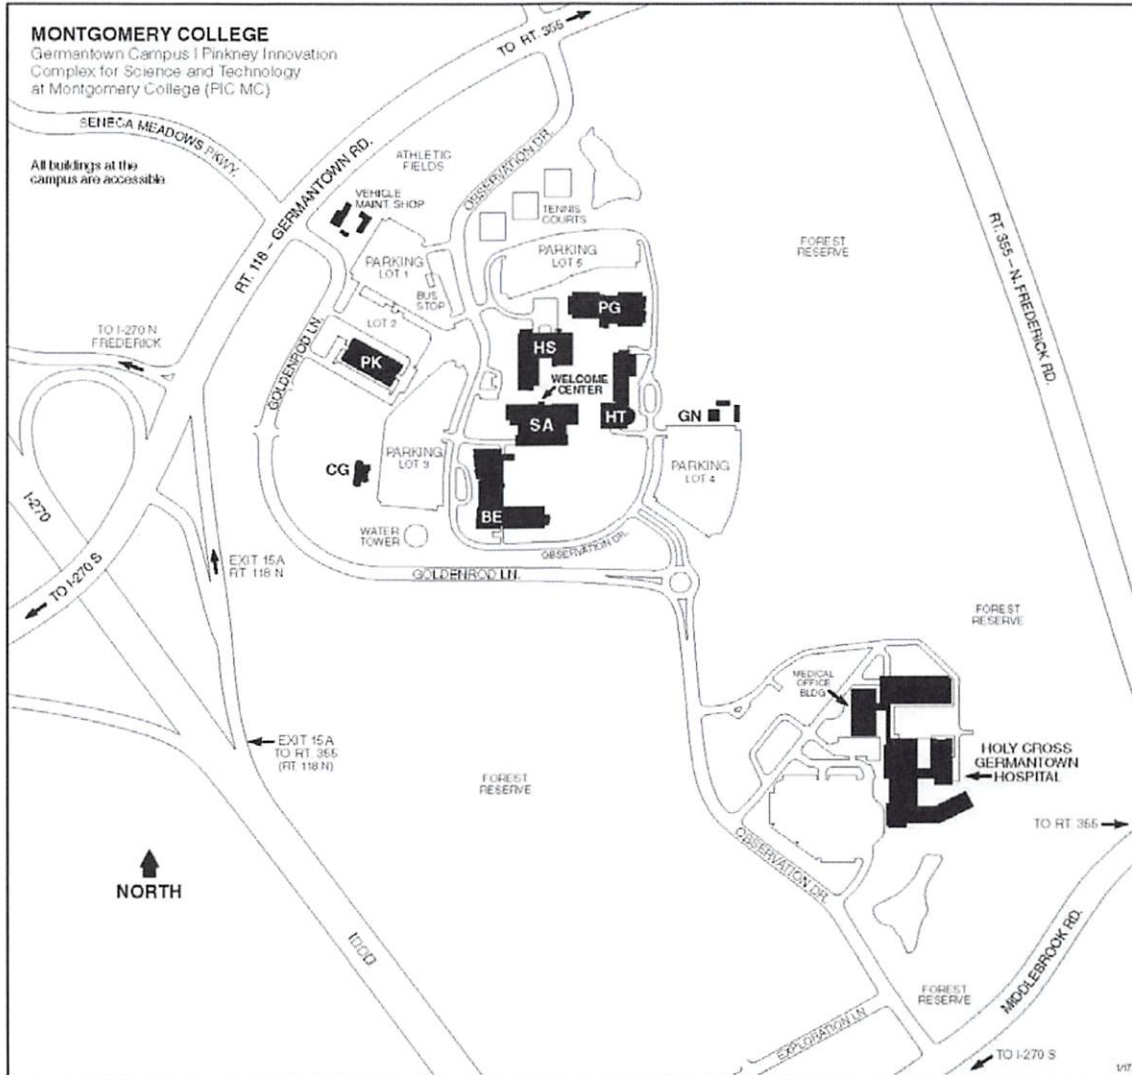 MONTGOMERY COLLEGE
Germantown Campus | Pinkney Innovation
Complex for Science and Technology
at Montgomery College (PIC MC)
TO RT. 355
SENECA MEADOWS PKWY.
All buildings at the
campus are accessible
RT. 118 – GERMANTOWN RD.
ATHLETIC
FIELDS
OBSERVATION DR.
VEHICLE
MAINT. SHOP
TENNIS
COURTS
FOREST
RESERVE
RT. 355 – N. FREDERICK RD.
PARKING
LOT 1
PARKING
LOT 5
BUS
STOP
LOT 2
PG
TO I-270 N
FREDERICK
GOLDENROD LN.
PK
HS
WELCOME
CENTER
SA
HT
GN
PARKING
LOT 3
PARKING
LOT 4
CG
BE
I-270
WATER
TOWER
OBSERVATION DR.
EXIT 15A
RT. 118 N
GOLDENROD LN.
TO I-270 S
FOREST
RESERVE
MEDICAL
OFFICE
BLDG
EXIT 15A
TO RT. 355
(RT. 118 N)
HOLY CROSS
GERMANTOWN
HOSPITAL
FOREST
RESERVE
TO RT. 355
OBSERVATION DR.
NORTH
MIDDLEBROOK RD.
FOREST
RESERVE
EXPLORATION LN.
TO I-270 S
1/17